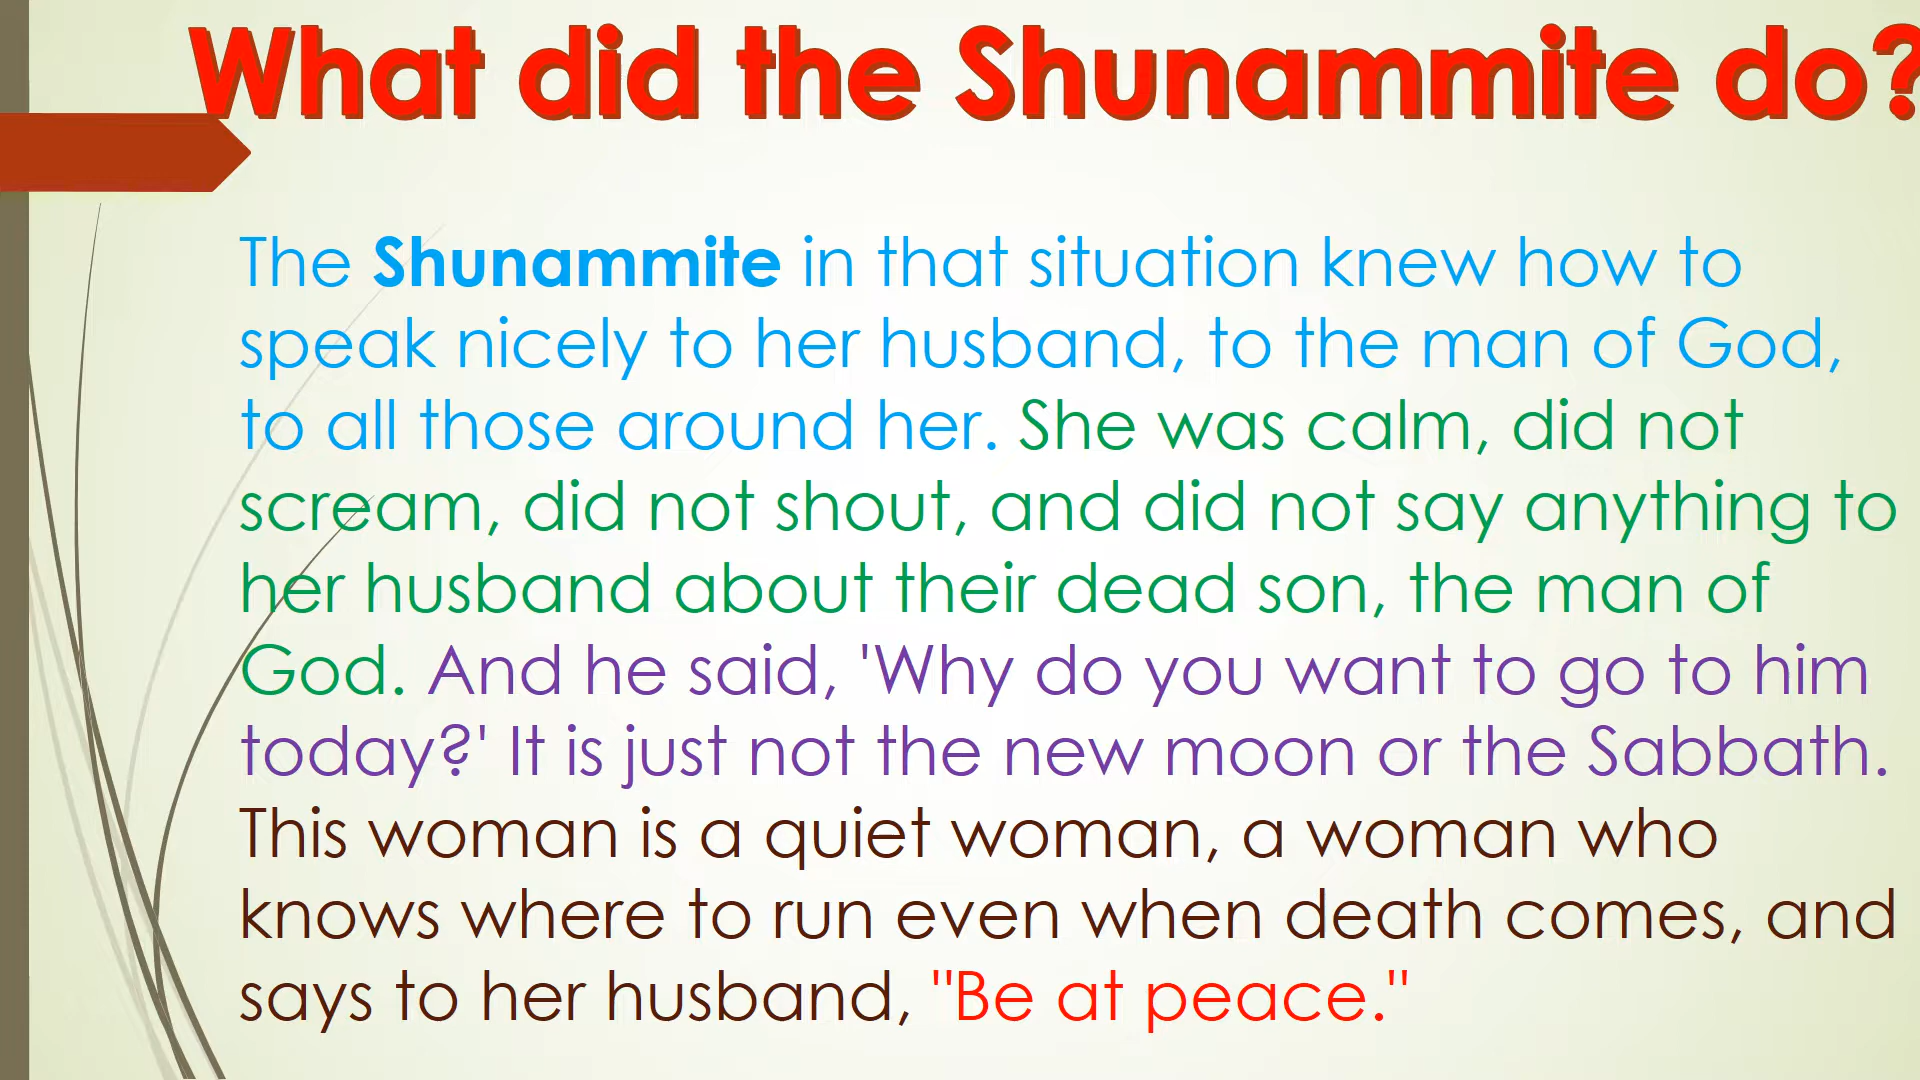 What did the Shunammite do?
The Shunammite in that situation knew how to
speak nicely to her husband, to the man of God,
to all those around her. She was calm, did not
scream, did not shout, and did not say anything to
her husband about their dead son, the man of
God. And he said, 'Why do you want to go to him
today?' It is just not the new moon or the Sabbath.
This woman is a quiet woman, a woman who
knows where to run even when death comes, and
says to her husband, "Be at peace."